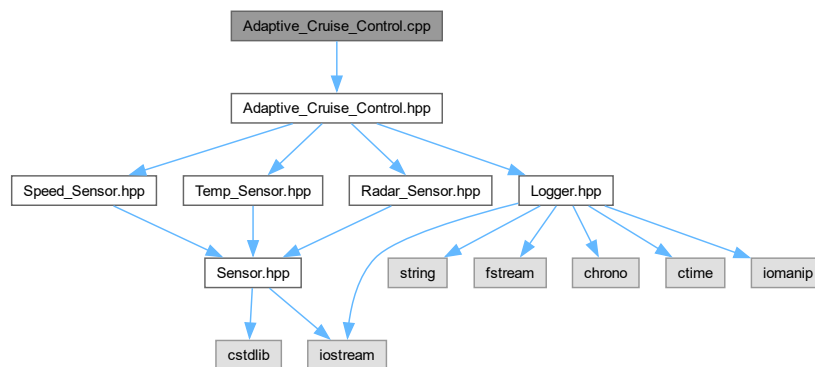 Adaptive_Cruise_Control.cpp
Adaptive_Cruise_Control.hpp
Speed_Sensor.hpp
Temp_Sensor.hpp
Radar_Sensor.hpp
Logger.hpp
Sensor.hpp
string
fstream
chrono
ctime
iomanip
cstdlib
iostream